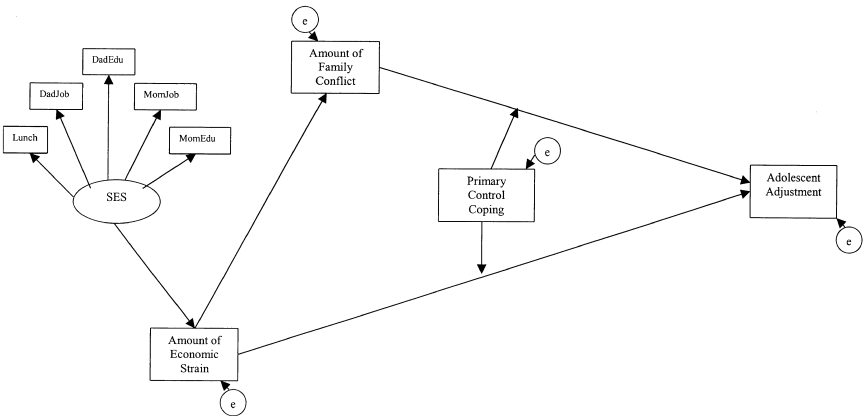 e
Amount of
Family
Conflict
DadEdu
DadJob
MomJob
Lunch
MomEdu
SES
e
Primary
Control
Coping
Adolescent
Adjustment
e
Amount of
Economic
Strain
e